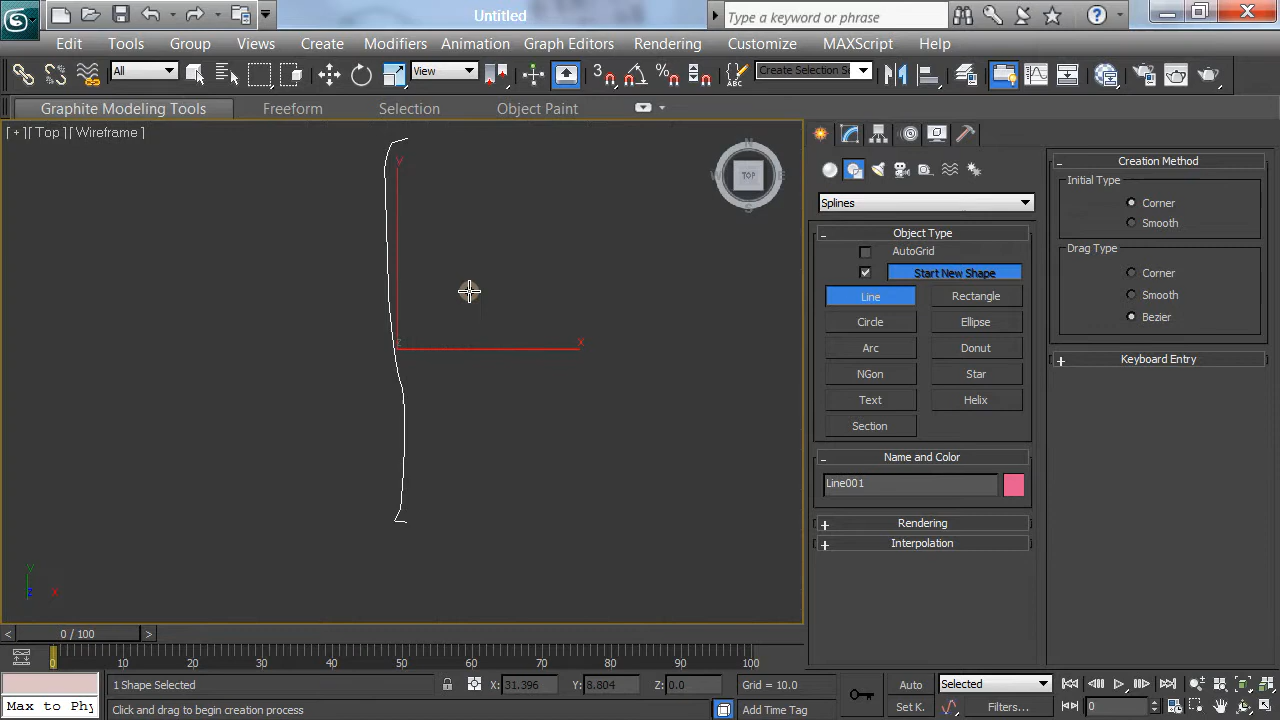 Untitled
Type a keyword or phrase
Edit Tools Group Views Create Modifiers Animation Graph Editors Rendering Customize MAXScript Help
All View 3 Create Selection S
Graphite Modeling Tools Freeform Selection Object Paint
[ + ] [ Top ] [ Wireframe ]
TOP
N
S
y
z
x
y
z
x
Splines
Object Type
AutoGrid
Start New Shape
Line Rectangle
Circle Ellipse
Arc Donut
NGon Star
Text Helix
Section
Name and Color
Line001
Rendering
Interpolation
Creation Method
Initial Type
Corner
Smooth
Drag Type
Corner
Smooth
Bezier
Keyboard Entry
< 0 / 100 >
0 10 20 30 40 50 60 70 80 90 100
1 Shape Selected X: 31.396 Y: 8.804 Z: 0.0 Grid = 10.0 Auto Selected
Max to Phy Click and drag to begin creation process Add Time Tag Set K. Filters... 0